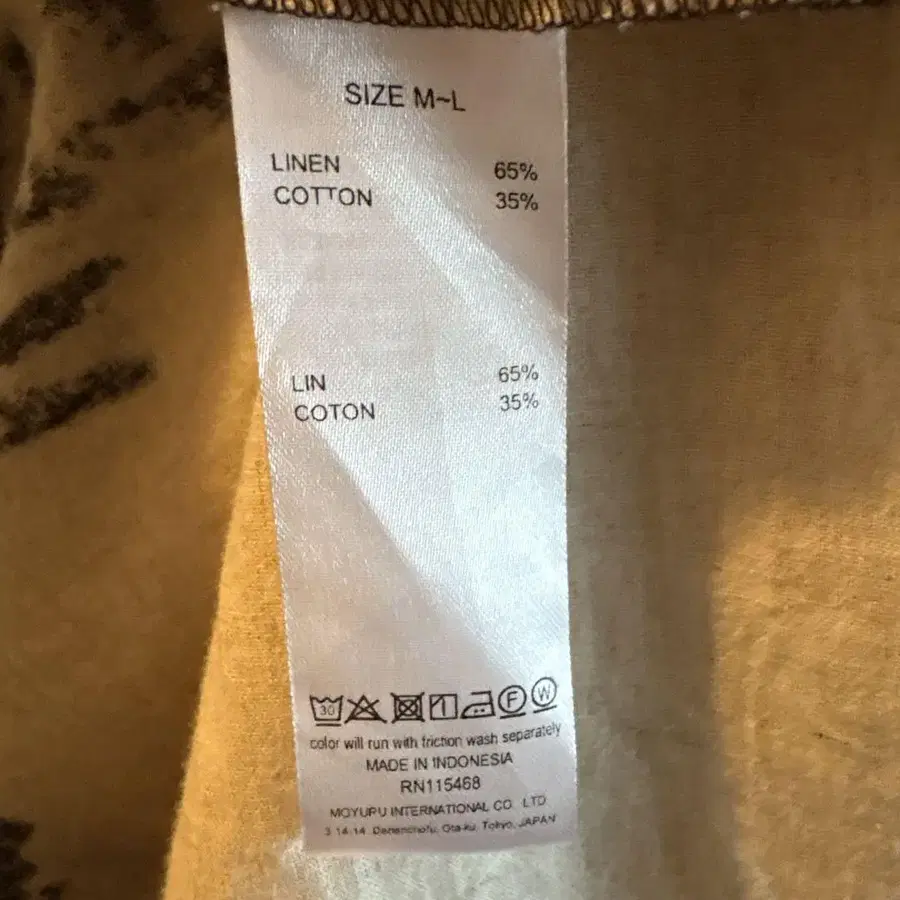 SIZE M~L
LINEN 65%
COTTON 35%
LIN 65%
COTON 35%
30 F W
color will run with friction wash separately
MADE IN INDONESIA
RN115468
MOYURU INTERNATIONAL CO. LTD
3 14-14 Denenchofu, Ota-ku, Tokyo, JAPAN